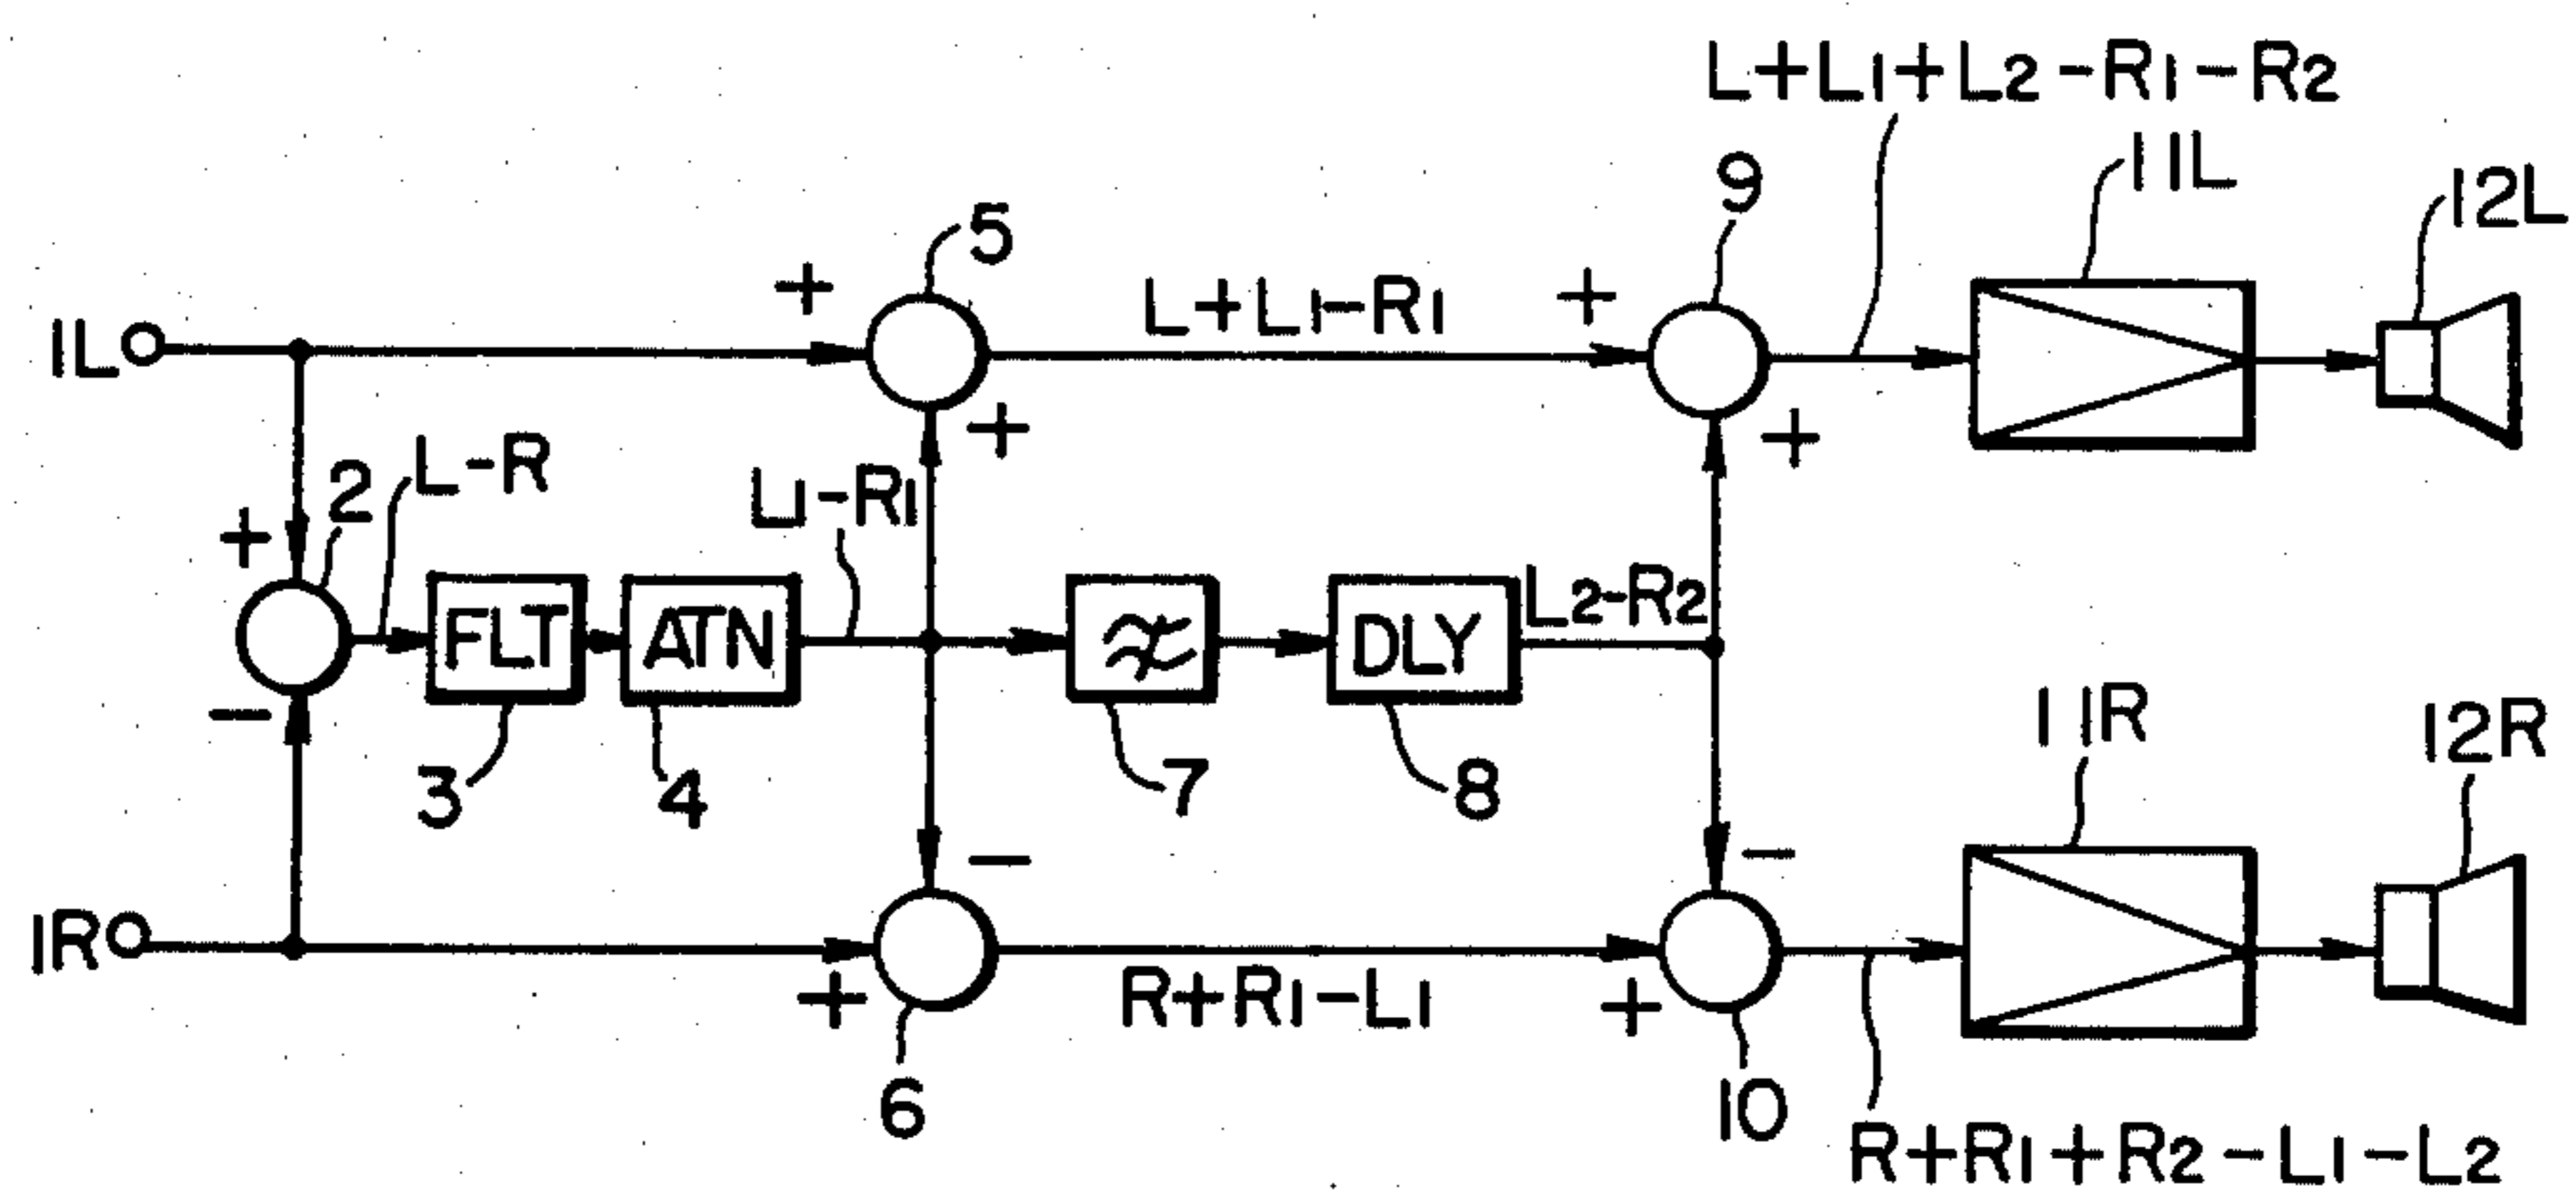 L+L1+L2-R1-R2
11L
12L
9
5
+
L+L1-R1
+
1L
+
+
L-R
2
L1-R1
+
FLT
ATN
L2-R2
DLY
-
3
4
7
8
11R
12R
-
-
1R
+
R+R1-L1
+
6
10
R+R1+R2-L1-L2